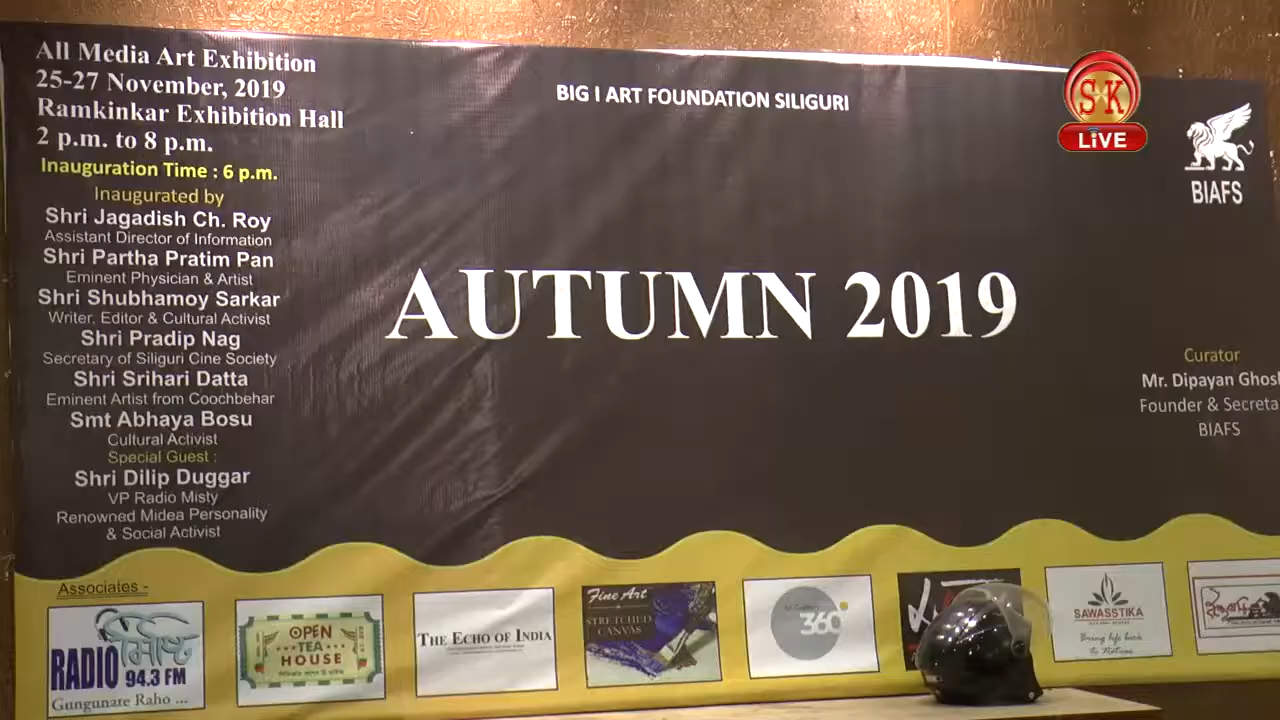 All Media Art Exhibition
25-27 November, 2019
Ramkinkar Exhibition Hall
2 p.m. to 8 p.m.
Inauguration Time : 6 p.m.
Inaugurated by
Shri Jagadish Ch. Roy
Assistant Director of Information
Shri Partha Pratim Pan
Eminent Physician & Artist
Shri Shubhamoy Sarkar
Writer, Editor & Cultural Activist
Shri Pradip Nag
Secretary of Siliguri Cine Society
Shri Srihari Datta
Eminent Artist from Coochbehar
Smt Abhaya Bosu
Cultural Activist
Special Guest :
Shri Dilip Duggar
VP Radio Misty
Renowned Midea Personality
& Social Activist
BIG I ART FOUNDATION SILIGURI
AUTUMN 2019
SK
LiVE
BIAFS
Curator
Mr. Dipayan Ghosh
Founder & Secreta
BIAFS
Associates -
RADIO মিষ্টি
94.3 FM
Gungunare Raho ...
OPEN
TEA
HOUSE
THE ECHO OF INDIA
Fine Art
STRETCHED
CANVAS
360°
SAWASSTIKA
Bring life back
to Nature